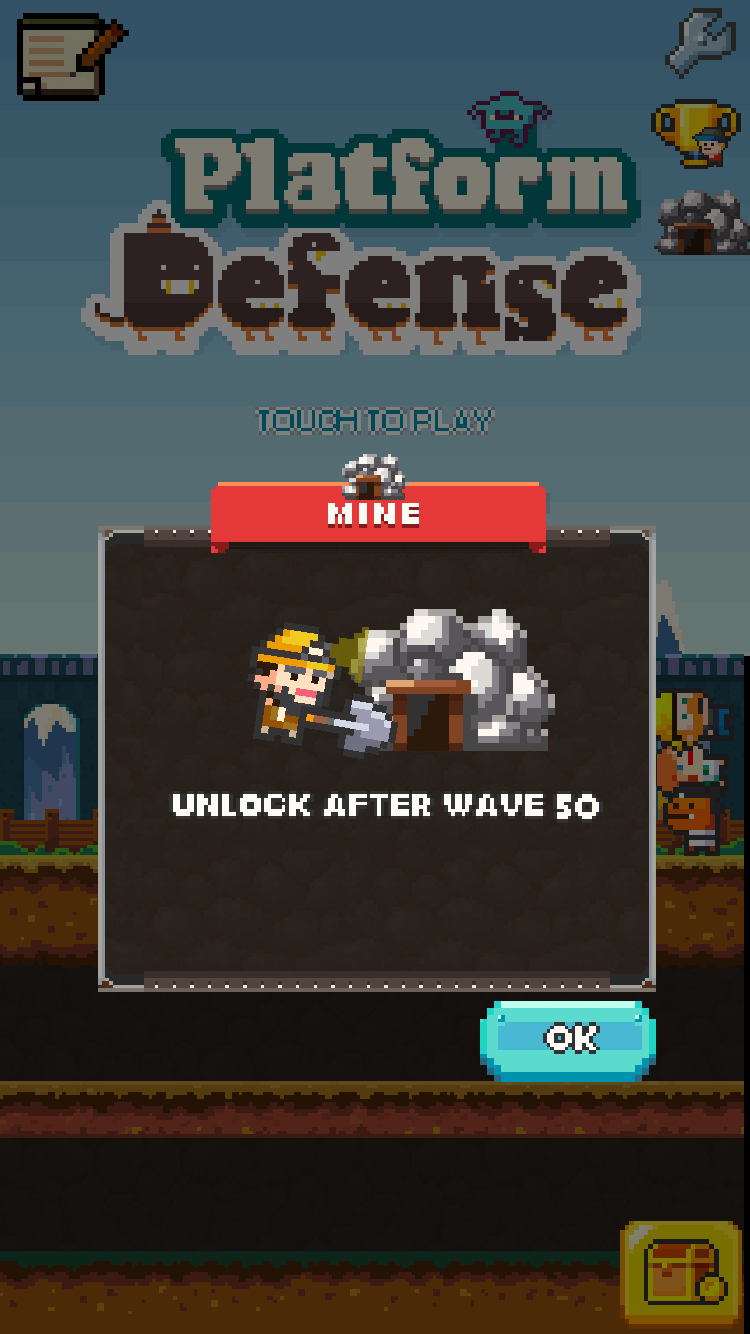 Platform
Defense
TOUCH TO PLAY
MINE
UNLOCK AFTER WAVE 50
OK